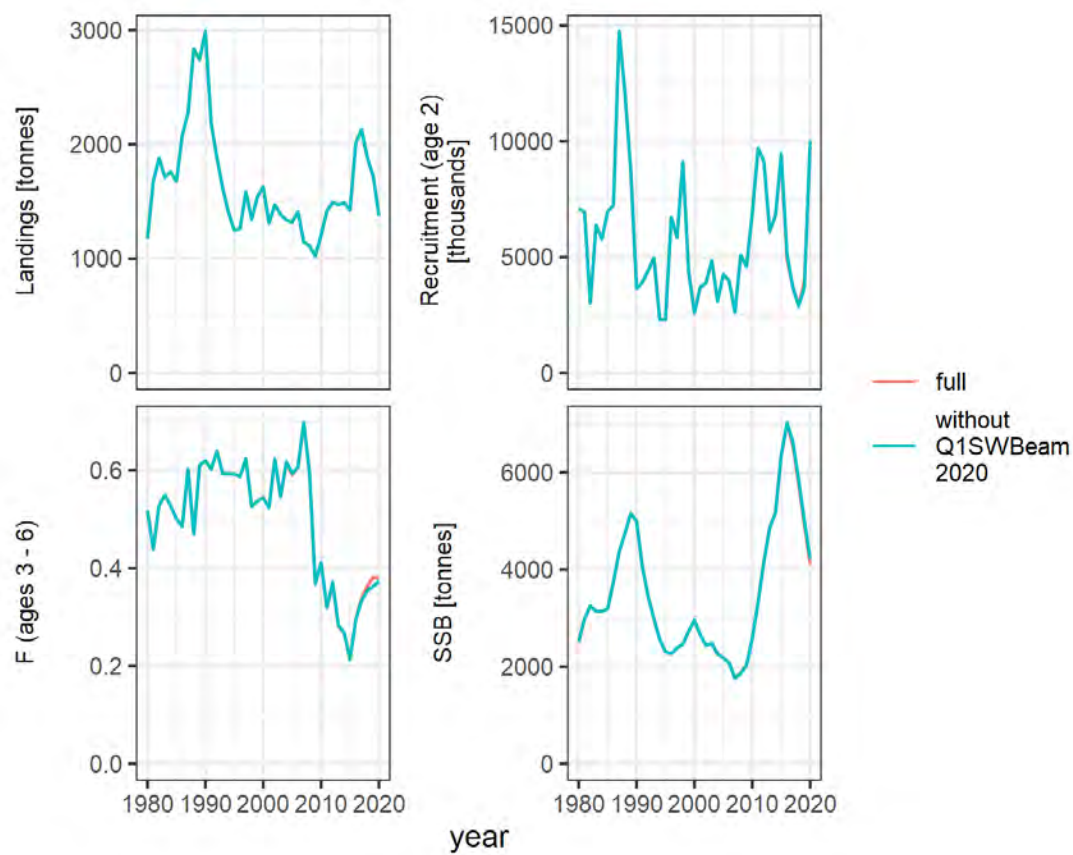 Landings [tonnes]
3000
2000
1000
0
Recruitment (age 2)
[thousands]
15000
10000
5000
0
F (ages 3 - 6)
0.6
0.4
0.2
0.0
SSB [tonnes]
6000
4000
2000
0
1980 1990 2000 2010 2020
1980 1990 2000 2010 2020
year
full
without
Q1SWBeam
2020